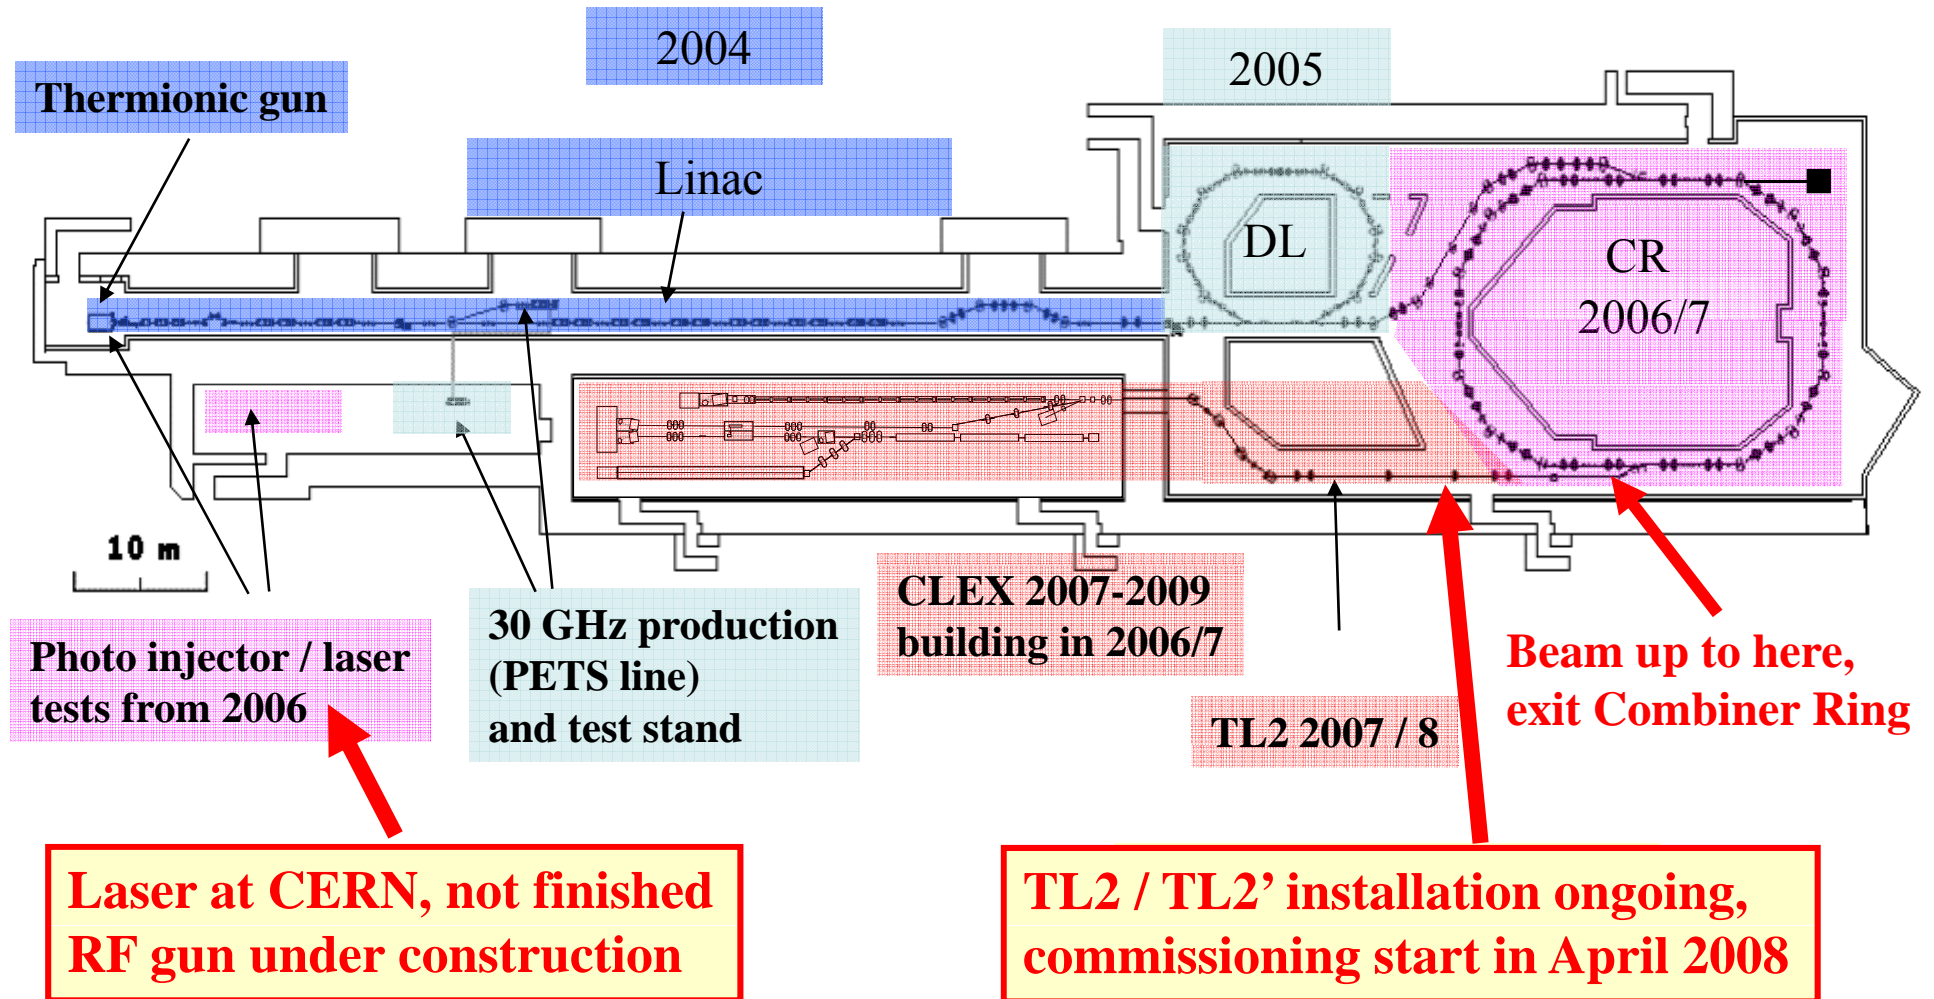 2004
2005
Thermionic gun
Linac
DL
CR
2006/7
10 m
Photo injector / laser
tests from 2006
30 GHz production
(PETS line)
and test stand
CLEX 2007-2009
building in 2006/7
TL2 2007 / 8
Beam up to here,
exit Combiner Ring
Laser at CERN, not finished
RF gun under construction
TL2 / TL2’ installation ongoing,
commissioning start in April 2008